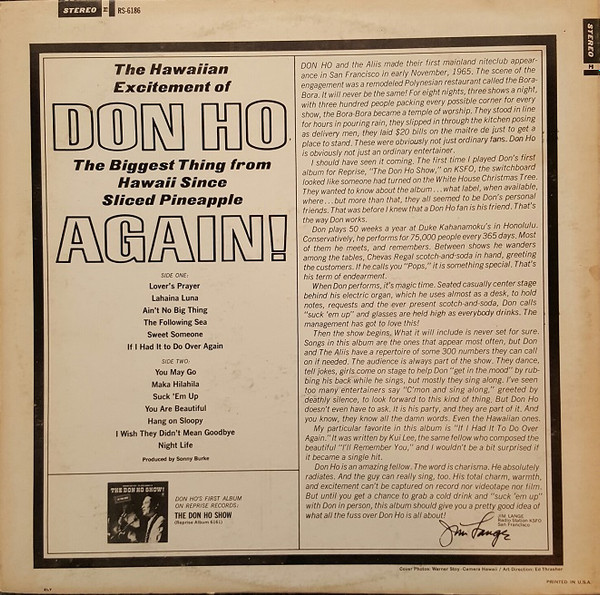 STEREO RS-6186
STEREO
The Hawaiian
Excitement of
DON HO
The Biggest Thing from
Hawaii Since
Sliced Pineapple
AGAIN!
SIDE ONE:
Lover's Prayer
Lahaina Luna
Ain't No Big Thing
The Following Sea
Sweet Someone
If I Had It to Do Over Again
SIDE TWO:
You May Go
Maka Hilahila
Suck 'Em Up
You Are Beautiful
Hang on Sloopy
I Wish They Didn't Mean Goodbye
Night Life
Produced by Sonny Burke
THE DON HO SHOW!
DON HO'S FIRST ALBUM
ON REPRISE RECORDS:
THE DON HO SHOW
(Reprise Album 6161)
DON HO and the Aliis made their first mainland niteclub appear-
ance in San Francisco in early November, 1965. The scene of the
engagement was a remodeled Polynesian restaurant called the Bora-
Bora. It will never be the same! For eight nights, three shows a night,
with three hundred people packing every possible corner for every
show, the Bora-Bora became a temple of worship. They stood in line
for hours in pouring rain, they slipped in through the kitchen posing
as delivery men, they laid $20 bills on the maitre de just to get a
place to stand. These were obviously not just ordinary fans. Don Ho
is obviously not just an ordinary entertainer.
I should have seen it coming. The first time I played Don's first
album for Reprise, "The Don Ho Show," on KSFO, the switchboard
looked like someone had turned on the White House Christmas Tree.
They wanted to know about the album...what label, when available,
where...but more than that, they all seemed to be Don's personal
friends. That was before I knew that a Don Ho fan is his friend. That's
the way Don works.
Don plays 50 weeks a year at Duke Kahanamoku's in Honolulu.
Conservatively, he performs for 75,000 people every 365 days. Most
of them he meets, and remembers. Between shows he wanders
among the tables, Chevas Regal scotch-and-soda in hand, greeting
the customers. If he calls you "Pops," it is something special. That's
his term of endearment.
When Don performs, it's magic time. Seated casually center stage
behind his electric organ, which he uses almost as a desk, to hold
notes, requests and the ever present scotch-and-soda, Don calls
"suck 'em up" and glasses are held high as everybody drinks. The
management has got to love this!
Then the show begins, What it will include is never set for sure.
Songs in this album are the ones that appear most often, but Don
and The Aliis have a repertoire of some 300 numbers they can call
on if needed. The audience is always part of the show. They dance,
tell jokes, girls come on stage to help Don "get in the mood" by rub-
bing his back while he sings, but mostly they sing along. I've seen
too many entertainers say "C'mon and sing along," greeted by
deathly silence, to look forward to this kind of thing. But Don Ho
doesn't even have to ask. It is his party, and they are part of it. And
you know, they know all the damn words. Even the Hawaiian ones.
My particular favorite in this album is "If I Had It To Do Over
Again." It was written by Kui Lee, the same fellow who composed the
beautiful "I'll Remember You," and I wouldn't be a bit surprised if
it became a single hit.
Don Ho is an amazing fellow. The word is charisma. He absolutely
radiates. And the guy can really sing, too. His total charm, warmth,
and excitement can't be captured on record nor videotape nor film.
But until you get a chance to grab a cold drink and "suck 'em up"
with Don in person, this album should give you a pretty good idea of
what all the fuss over Don Ho is all about!
JIM LANGE
Radio Station KSFO
San Francisco
Jim Lange
Cover Photos: Warner Stoy-Camera Hawaii / Art Direction: Ed Thrasher
PRINTED IN U.S.A.